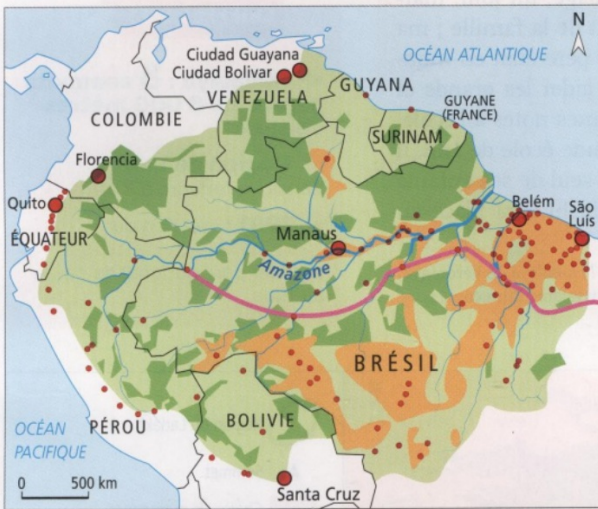 OCÉAN ATLANTIQUE
N
Ciudad Guayana
Ciudad Bolivar
VENEZUELA
GUYANA
GUYANE
(FRANCE)
SURINAM
COLOMBIE
Florencia
Quito
ÉQUATEUR
Manaus
Amazone
Belém
São
Luís
BRÉSIL
PÉROU
BOLIVIE
OCÉAN
PACIFIQUE
0 500 km
Santa Cruz